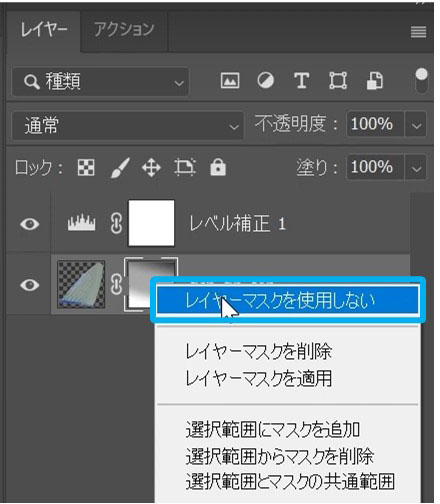 レイヤー アクション
種類
通常 不透明度: 100%
ロック: 塗り: 100%
レベル補正 1
レイヤーマスクを使用しない
レイヤーマスクを削除
レイヤーマスクを適用
選択範囲にマスクを追加
選択範囲からマスクを削除
選択範囲とマスクの共通範囲